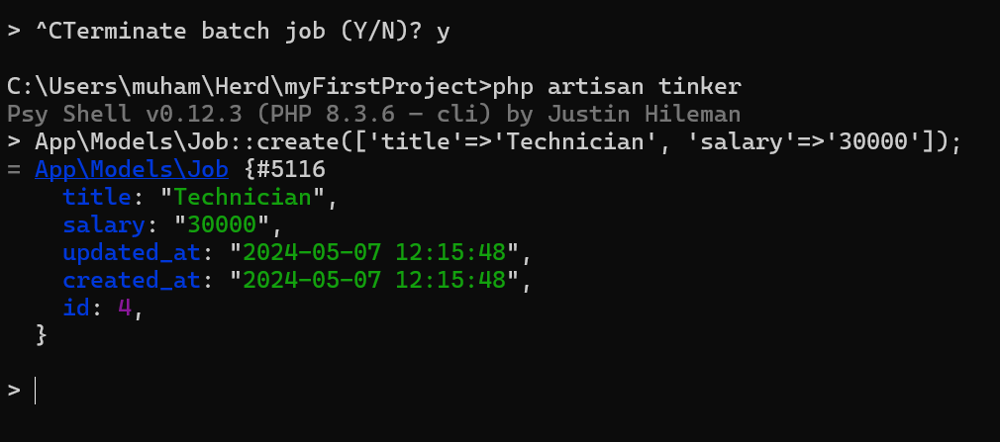 > ^CTerminate batch job (Y/N)? y
C:\Users\muham\Herd\myFirstProject>php artisan tinker
Psy Shell v0.12.3 (PHP 8.3.6 — cli) by Justin Hileman
> App\Models\Job::create(['title'=>'Technician', 'salary'=>'30000']);
= App\Models\Job {#5116
title: "Technician",
salary: "30000",
updated_at: "2024-05-07 12:15:48",
created_at: "2024-05-07 12:15:48",
id: 4,
}
>